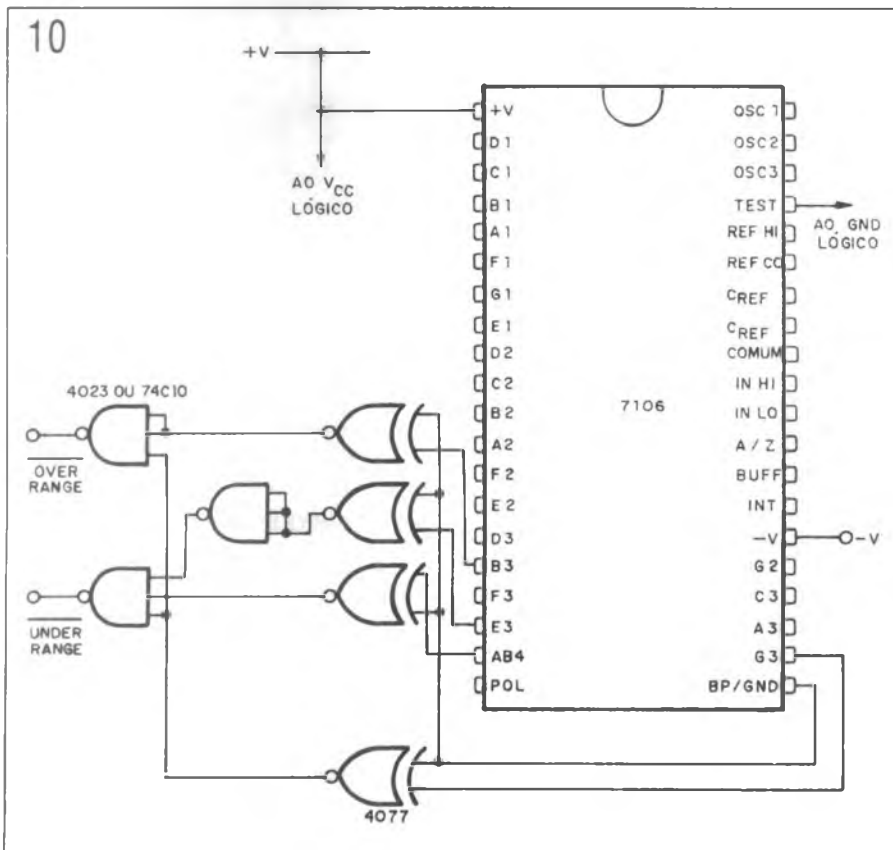 10
+V
AO VCC
LÓGICO
+V
D1
C1
B1
A1
F1
G1
E1
D2
C2
B2
A2
F2
E2
D3
B3
F3
E3
AB4
POL
7106
OSC1
OSC2
OSC3
TEST
REF HI
REF CO
CREF
CREF
COMUM
IN HI
IN LO
A/Z
BUFF
INT
-V
G2
C3
A3
G3
BP/GND
AO GND
LÓGICO
-V
4023 OU 74C10
OVER
RANGE
UNDER
RANGE
4077